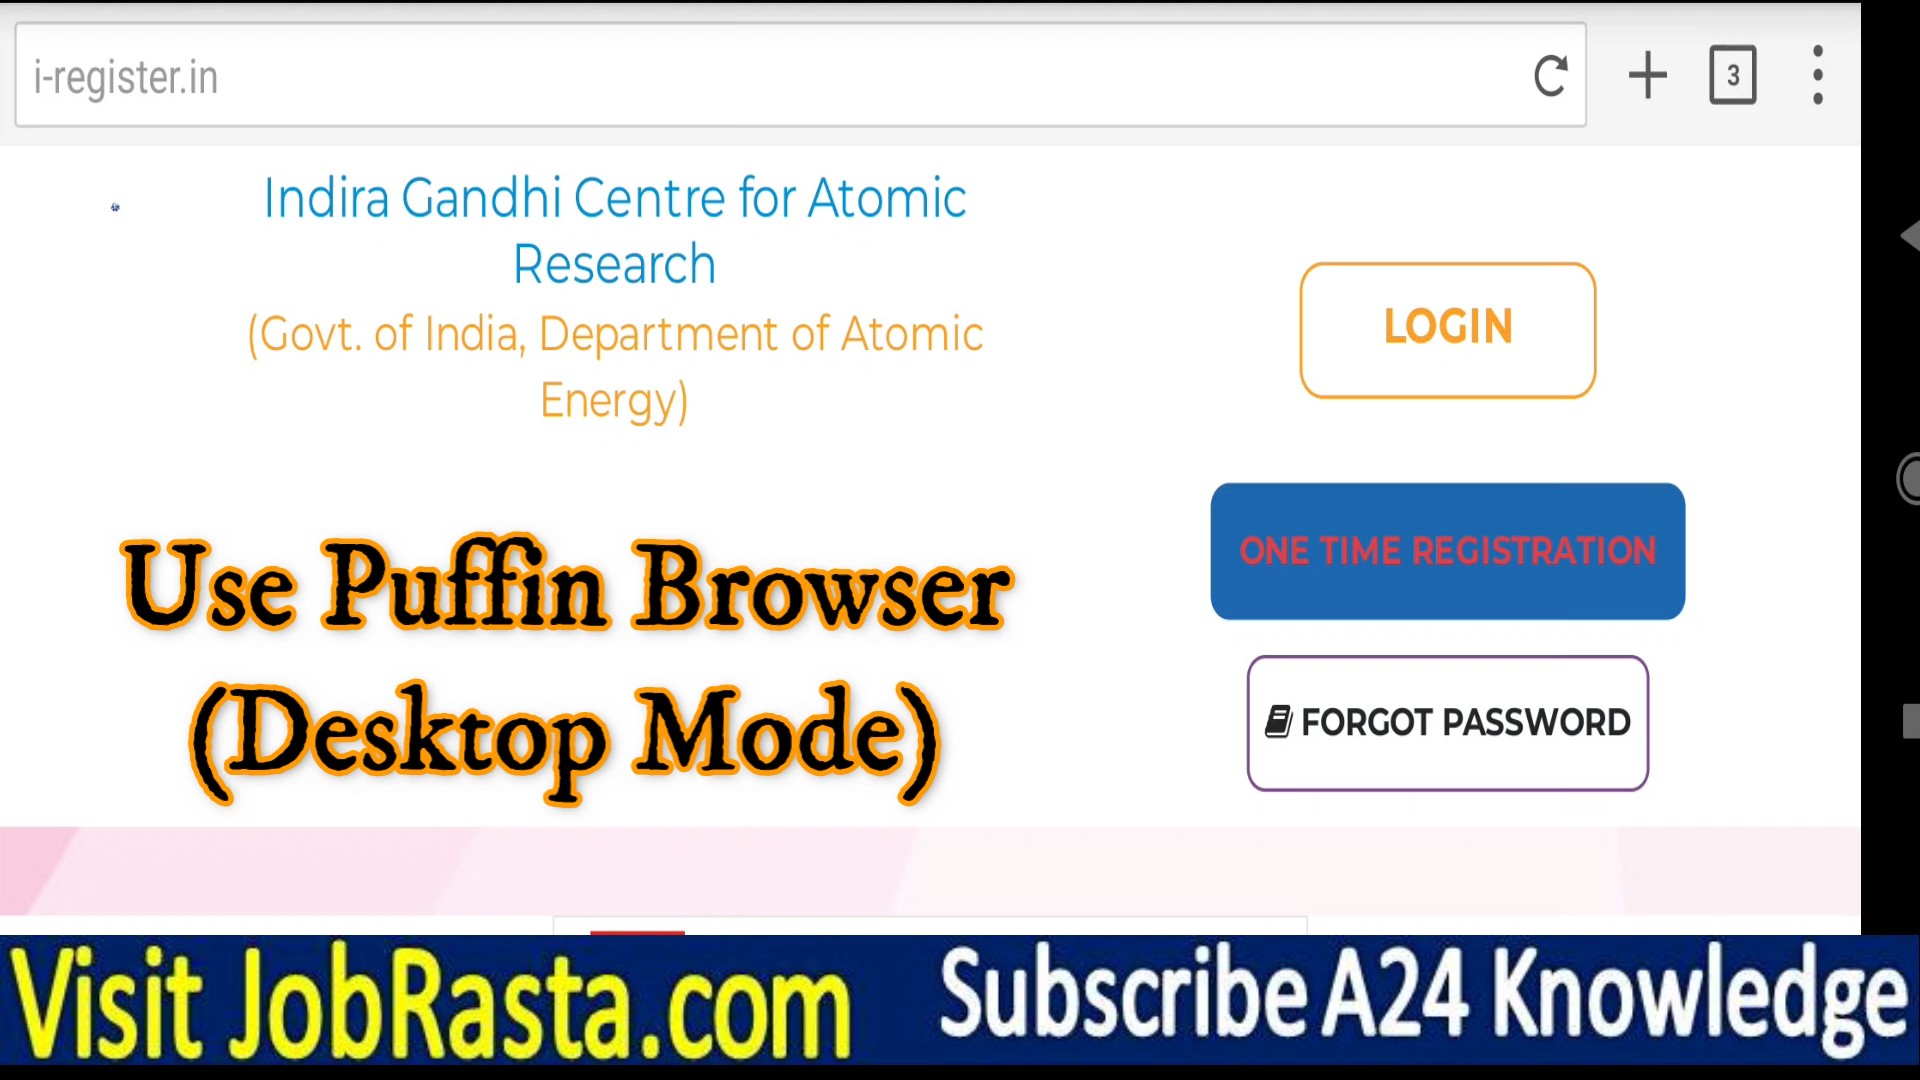 i-register.in
3
Indira Gandhi Centre for Atomic
Research
(Govt. of India, Department of Atomic
Energy)
LOGIN
ONE TIME REGISTRATION
FORGOT PASSWORD
Use Puffin Browser
(Desktop Mode)
Visit JobRasta.com
Subscribe A24 Knowledge